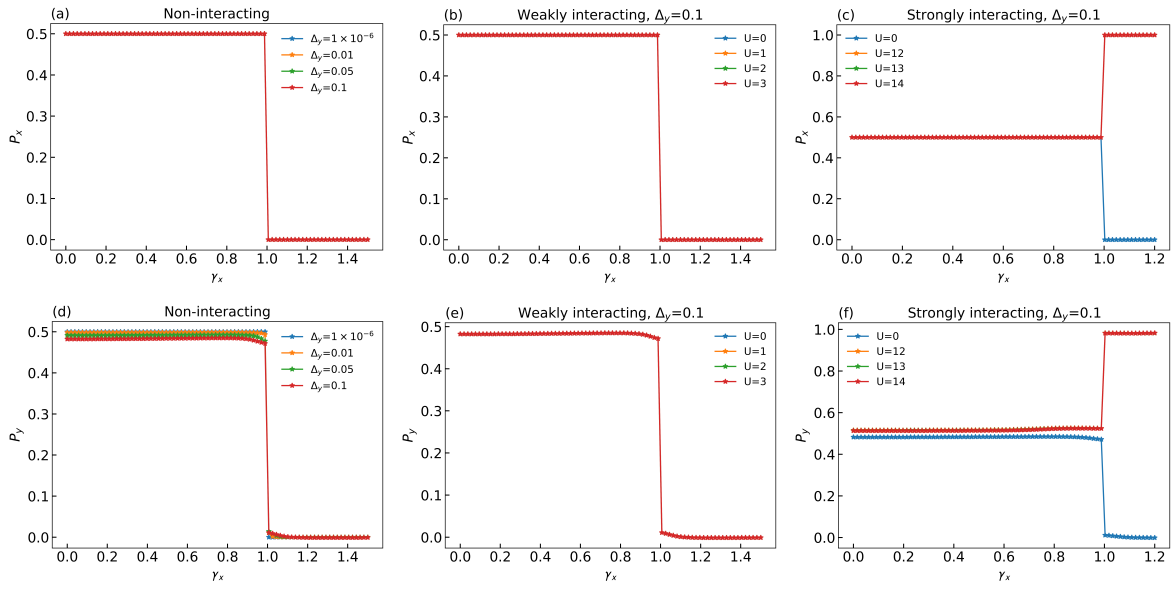 (a) Non-interacting
Pₓ
0.5
0.4
0.3
0.2
0.1
0.0
0.0 0.2 0.4 0.6 0.8 1.0 1.2 1.4
γₓ
Δ_y=1 × 10⁻⁶
Δ_y=0.01
Δ_y=0.05
Δ_y=0.1
(b) Weakly interacting, Δ_y=0.1
Pₓ
0.5
0.4
0.3
0.2
0.1
0.0
0.0 0.2 0.4 0.6 0.8 1.0 1.2 1.4
γₓ
U=0
U=1
U=2
U=3
(c) Strongly interacting, Δ_y=0.1
Pₓ
1.0
0.8
0.6
0.4
0.2
0.0
0.0 0.2 0.4 0.6 0.8 1.0 1.2
γₓ
U=0
U=12
U=13
U=14
(d) Non-interacting
P_y
0.5
0.4
0.3
0.2
0.1
0.0
0.0 0.2 0.4 0.6 0.8 1.0 1.2 1.4
γₓ
Δ_y=1 × 10⁻⁶
Δ_y=0.01
Δ_y=0.05
Δ_y=0.1
(e) Weakly interacting, Δ_y=0.1
P_y
0.5
0.4
0.3
0.2
0.1
0.0
0.0 0.2 0.4 0.6 0.8 1.0 1.2 1.4
γₓ
U=0
U=1
U=2
U=3
(f) Strongly interacting, Δ_y=0.1
P_y
1.0
0.8
0.6
0.4
0.2
0.0
0.0 0.2 0.4 0.6 0.8 1.0 1.2
γₓ
U=0
U=12
U=13
U=14